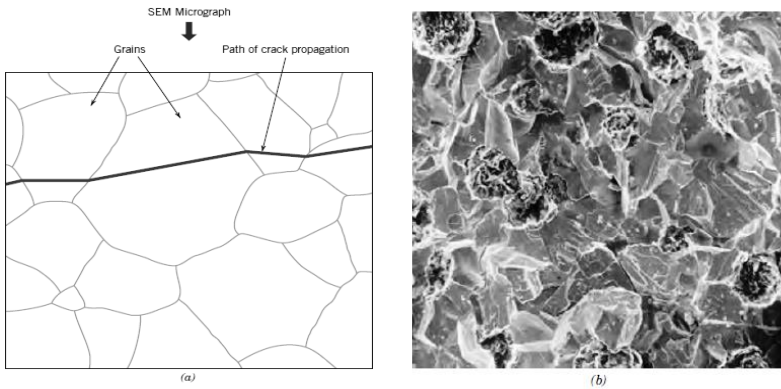 SEM Micrograph
Grains
Path of crack propagation
(a)
(b)